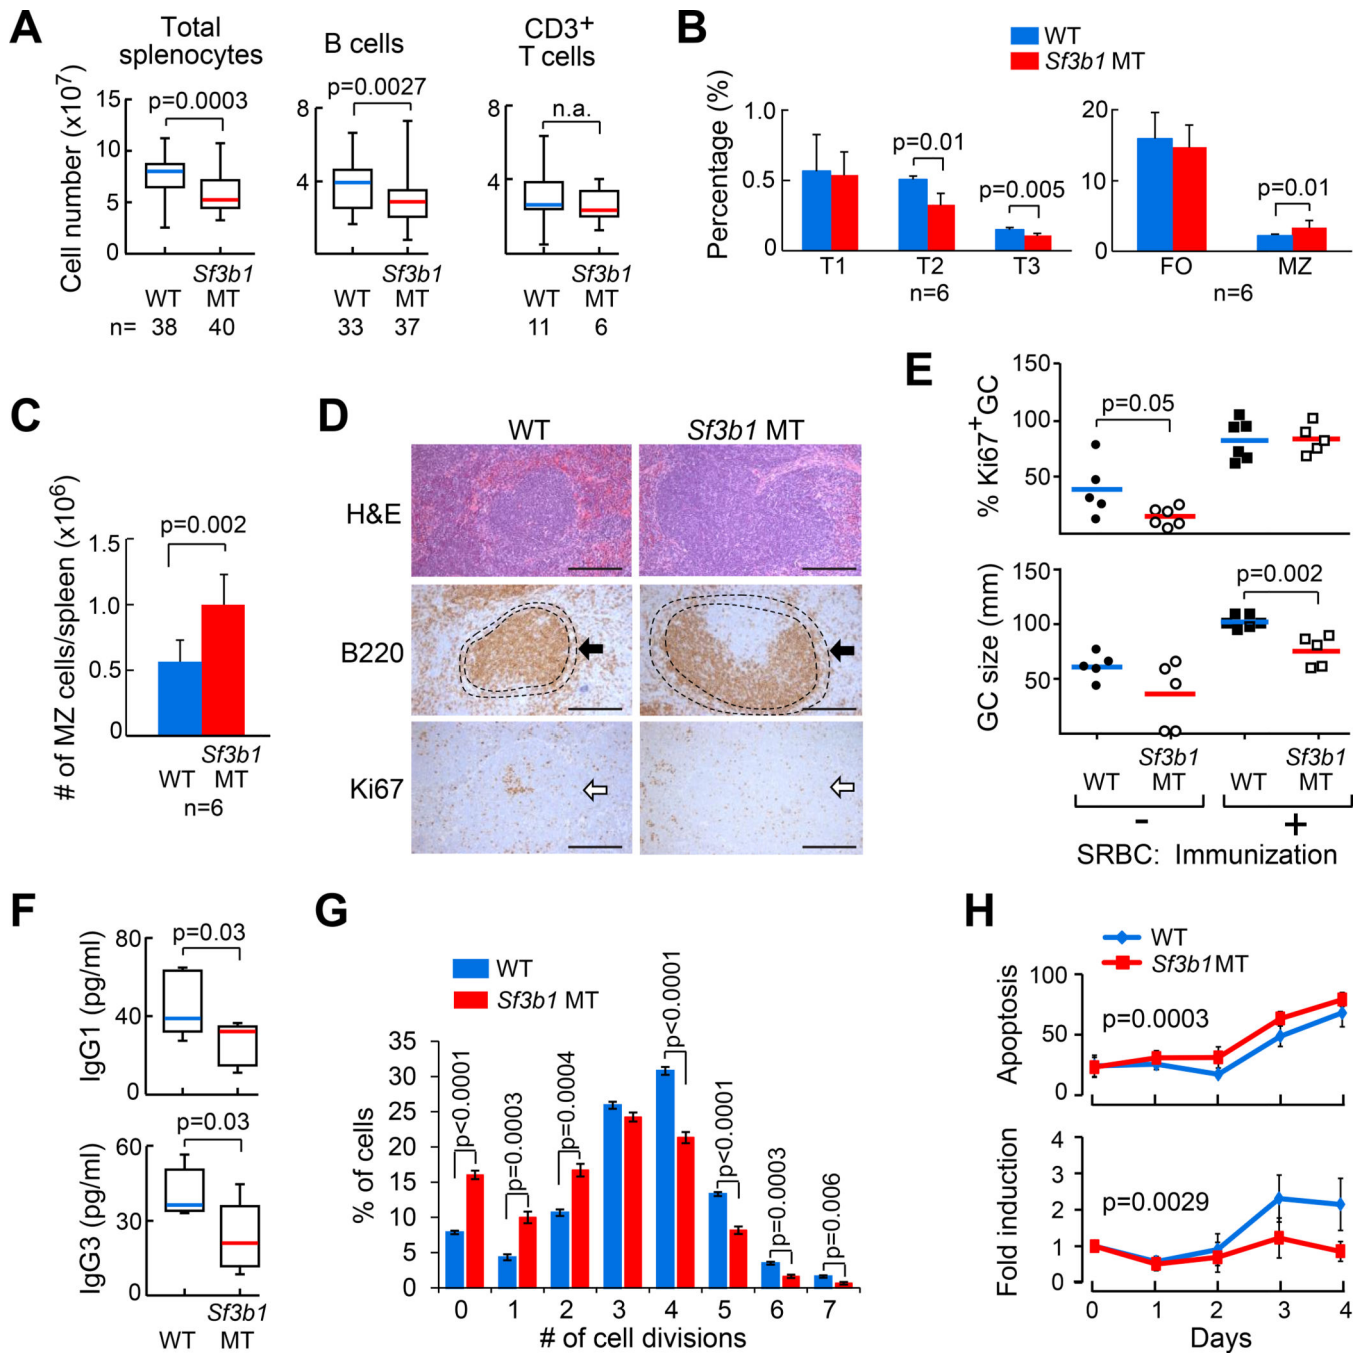 A
Total
splenocytes
B cells
CD3+
T cells
Cell number (x10^7)
p=0.0003
p=0.0027
n.a.
15
10
5
0
8
4
0
8
4
0
WT
Sf3b1
MT
WT
Sf3b1
MT
WT
Sf3b1
MT
n= 38 40 33 37 11 6
B
WT
Sf3b1 MT
Percentage (%)
1.0
0.5
0
p=0.01
p=0.005
T1 T2 T3
n=6
20
10
0
p=0.01
FO MZ
n=6
C
# of MZ cells/spleen (x10^6)
p=0.002
1.5
1.0
0.5
0
WT
Sf3b1
MT
n=6
D
WT Sf3b1 MT
H&E
B220
Ki67
E
% Ki67+GC
150
100
50
p=0.05
GC size (mm)
150
100
50
p=0.002
WT
Sf3b1
MT
WT
Sf3b1
MT
- +
SRBC: Immunization
F
IgG1 (pg/ml)
80
40
0
p=0.03
IgG3 (pg/ml)
60
30
0
p=0.03
WT
Sf3b1
MT
G
WT
Sf3b1 MT
% of cells
35
30
25
20
15
10
5
0
p<0.0001
p=0.0003
p=0.0004
p<0.0001
p<0.0001
p=0.0003
p=0.006
0 1 2 3 4 5 6 7
# of cell divisions
H
WT
Sf3b1 MT
Apoptosis
100
50
0
p=0.0003
Fold induction
4
3
2
1
0
p=0.0029
0 1 2 3 4
Days